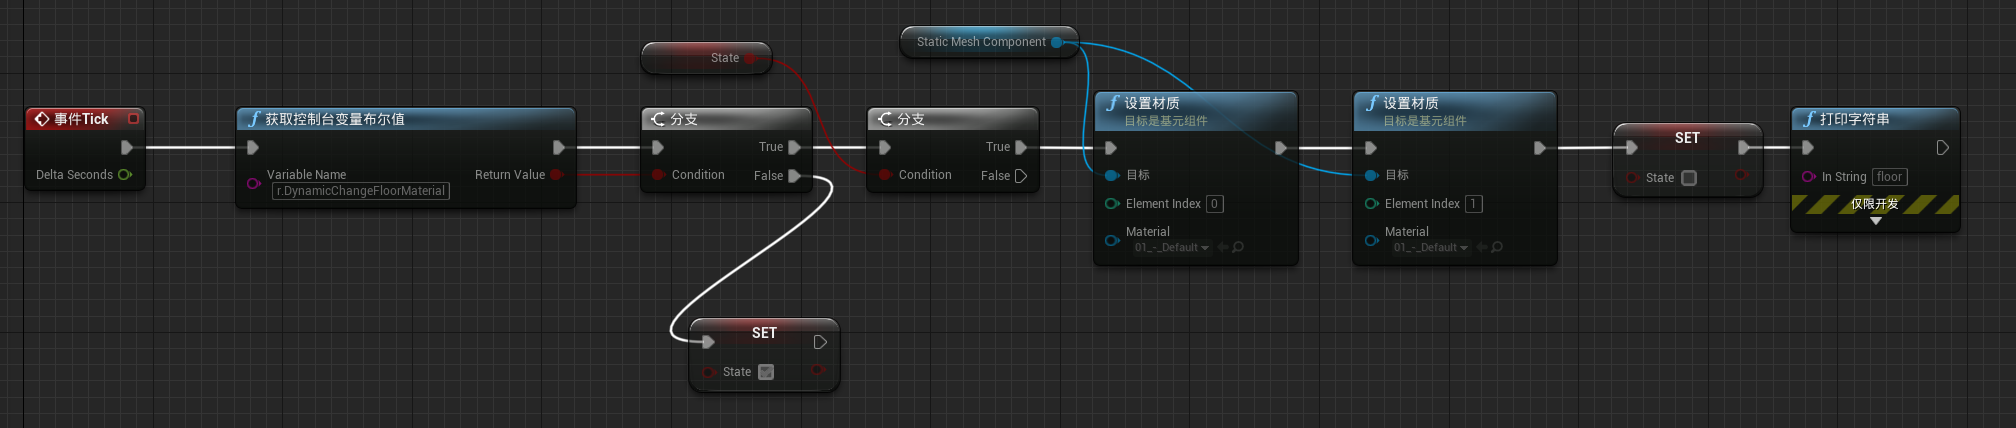 State
Static Mesh Component
事件Tick
Delta Seconds
获取控制台变量布尔值
Variable Name
r.DynamicChangeFloorMaterial
Return Value
分支
True
Condition
False
分支
True
Condition
False
设置材质
目标是基元组件
目标
Element Index 0
Material
01_-_Default
设置材质
目标是基元组件
目标
Element Index 1
Material
01_-_Default
SET
State
打印字符串
In String floor
仅限开发
SET
State